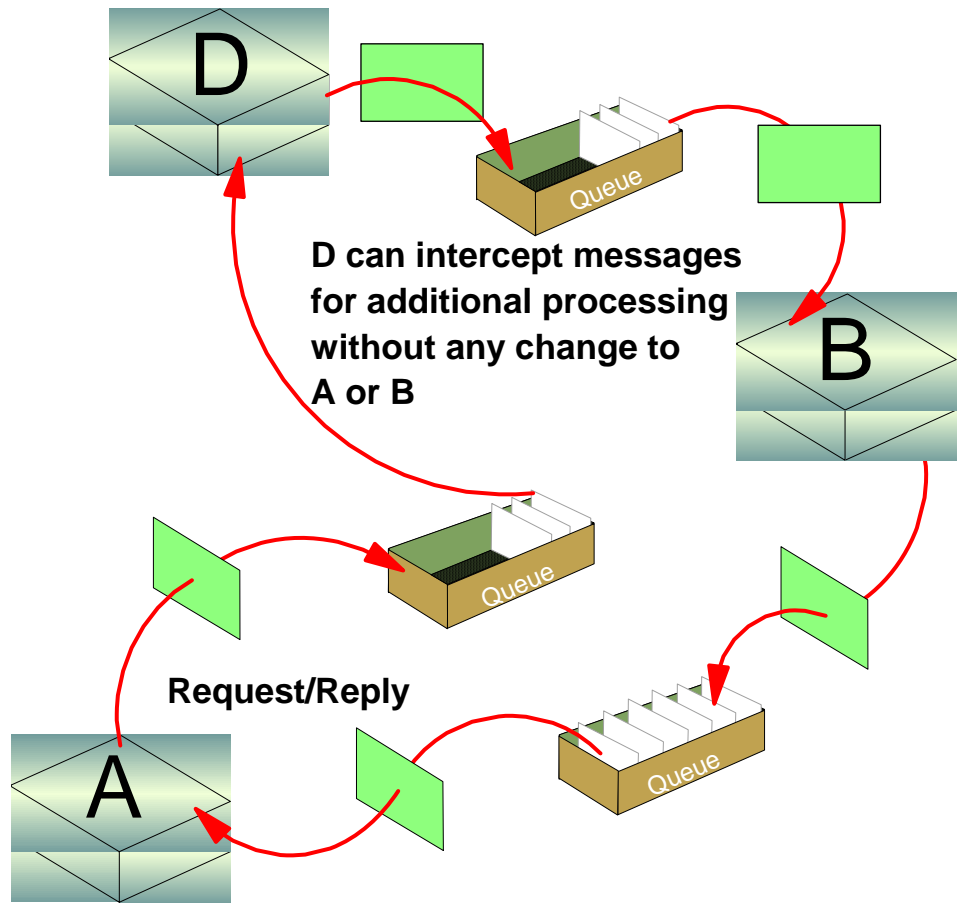 D
Queue
D can intercept messages
for additional processing
without any change to
A or B
B
Queue
Request/Reply
Queue
A